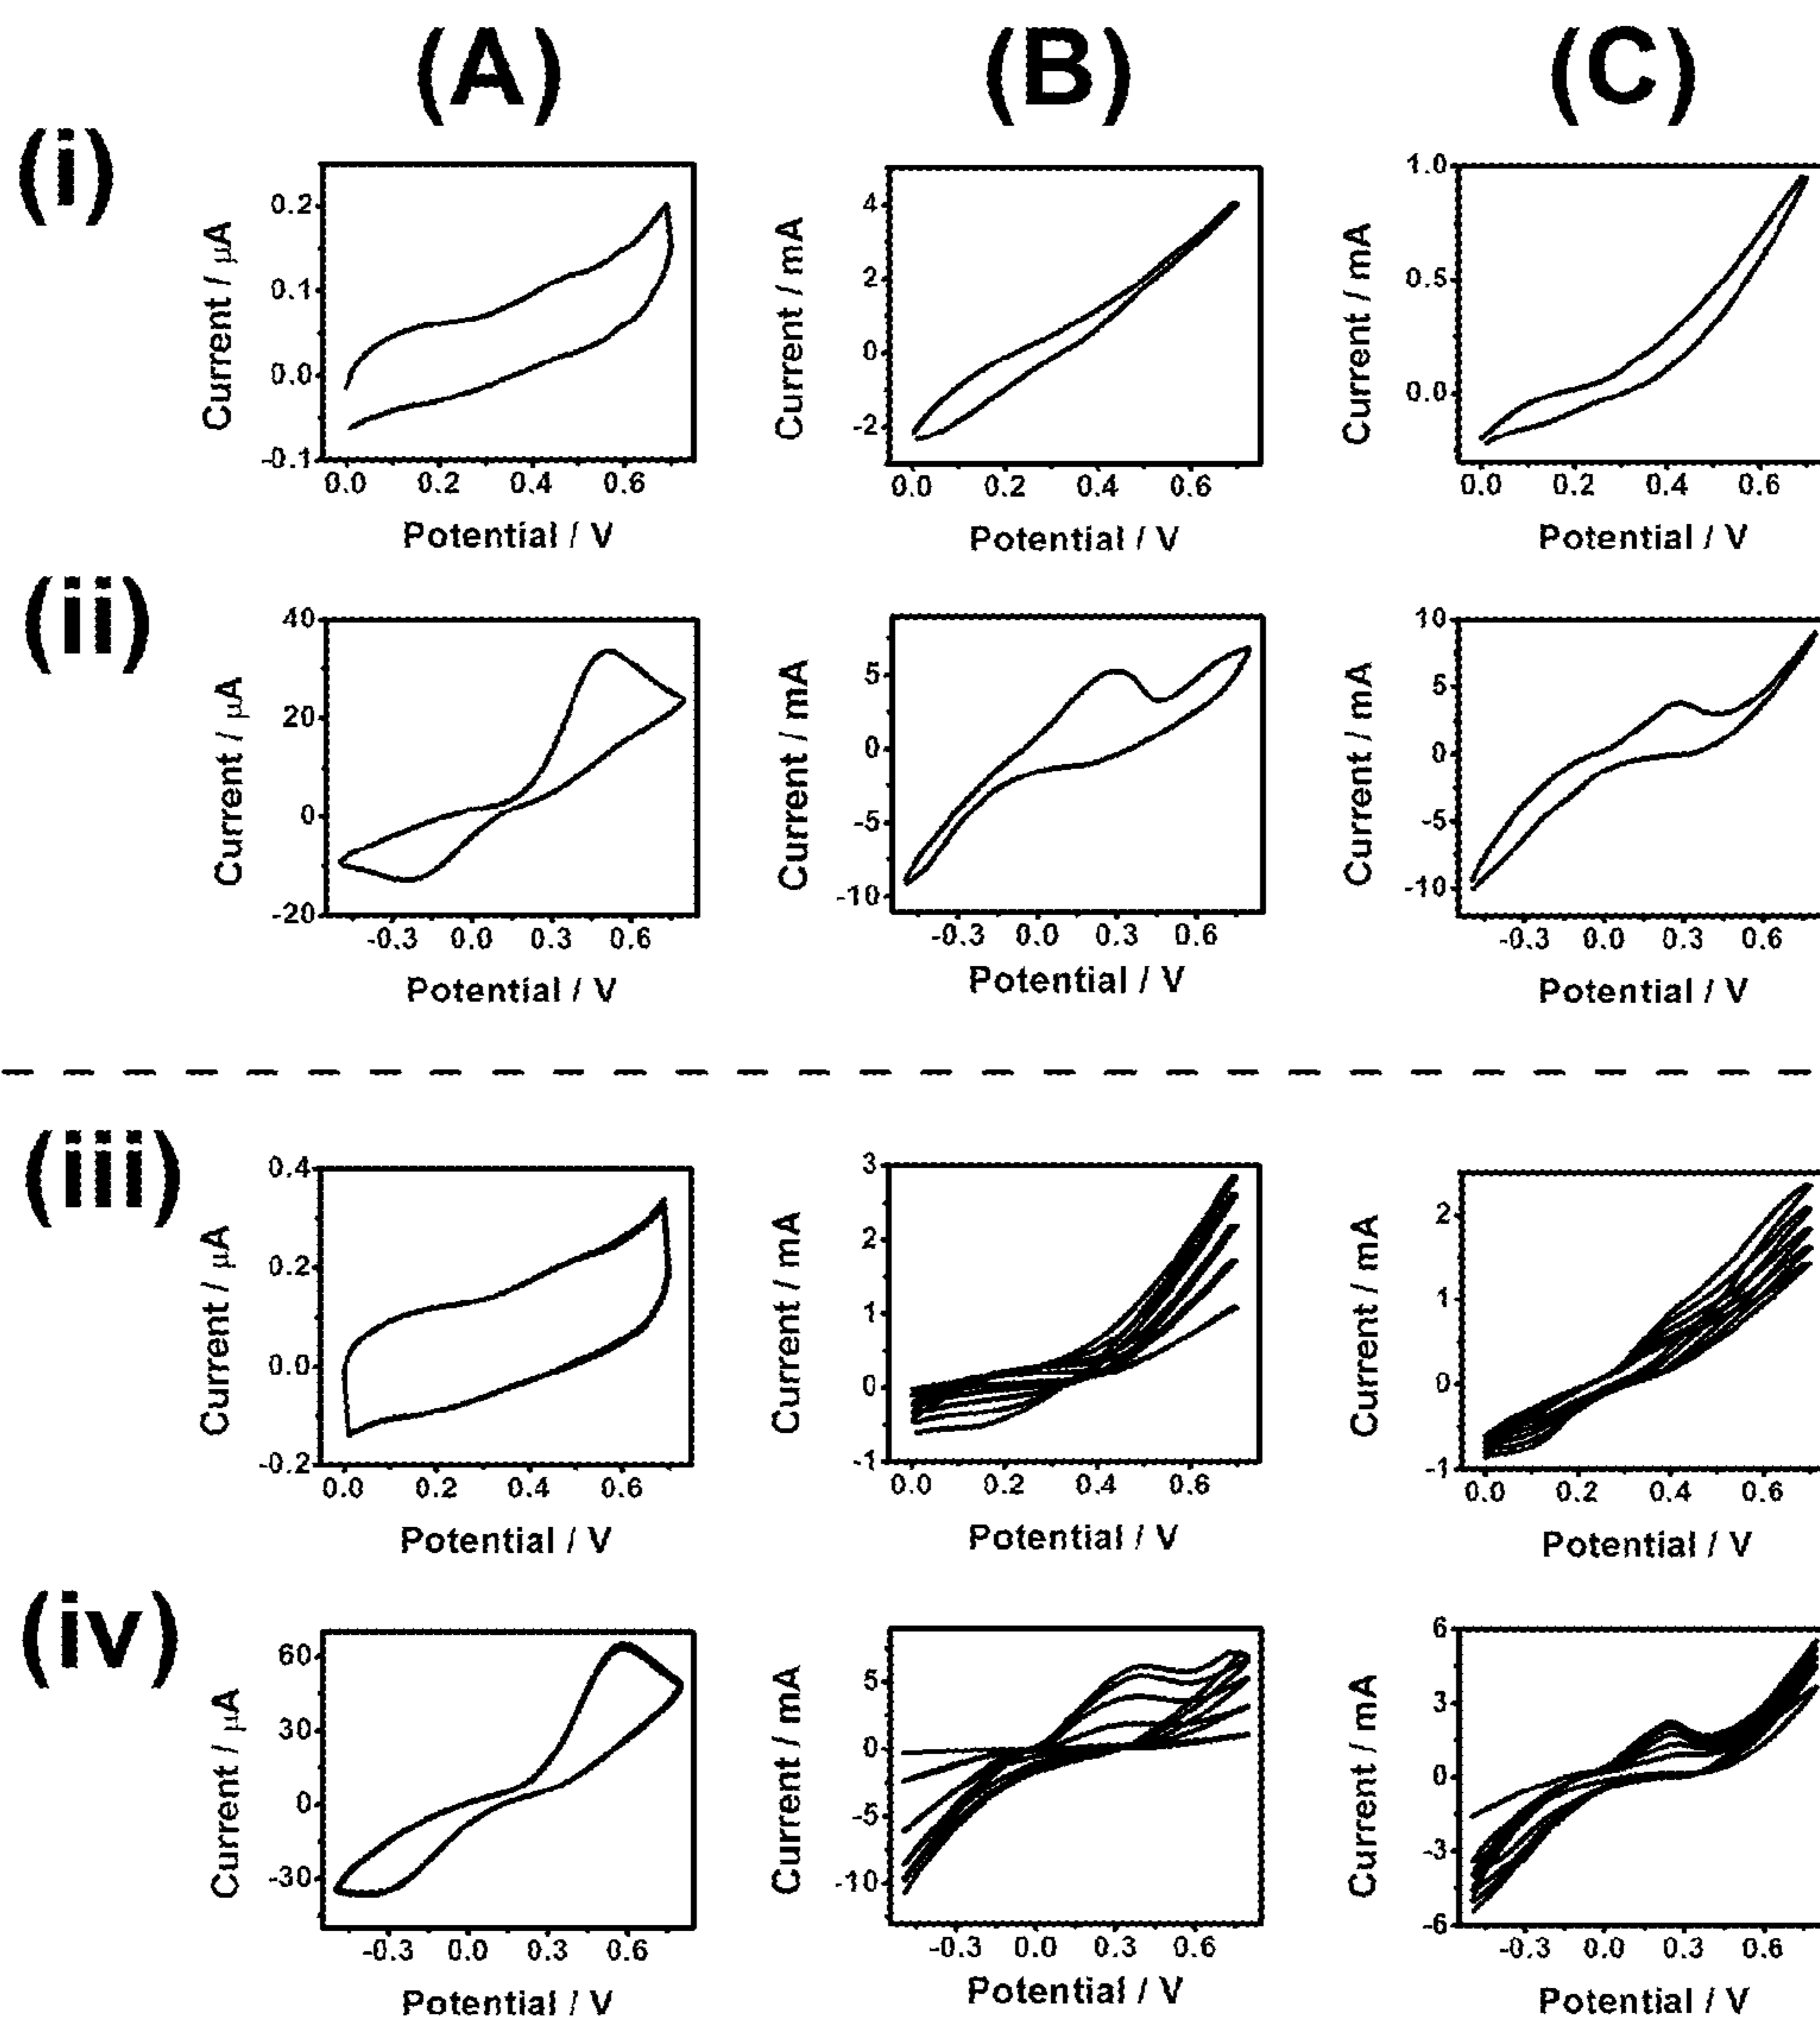 (A) (B) (C)
(i)
Current / μA
0.2
0.1
0.0
-0.1
0.0 0.2 0.4 0.6
Potential / V
Current / mA
4
2
0
-2
0.0 0.2 0.4 0.6
Potential / V
Current / mA
1.0
0.5
0.0
0.0 0.2 0.4 0.6
Potential / V
(ii)
Current / μA
40
20
0
-20
-0.3 0.0 0.3 0.6
Potential / V
Current / mA
5
0
-5
-10
-0.3 0.0 0.3 0.6
Potential / V
Current / mA
10
5
0
-5
-10
-0.3 0.0 0.3 0.6
Potential / V
(iii)
Current / μA
0.4
0.2
0.0
-0.2
0.0 0.2 0.4 0.6
Potential / V
Current / mA
3
2
1
0
-1
0.0 0.2 0.4 0.6
Potential / V
Current / mA
2
1
0
-1
0.0 0.2 0.4 0.6
Potential / V
(iv)
Current / μA
60
30
0
-30
-0.3 0.0 0.3 0.6
Potential / V
Current / mA
5
0
-5
-10
-0.3 0.0 0.3 0.6
Potential / V
Current / mA
6
3
0
-3
-6
-0.3 0.0 0.3 0.6
Potential / V